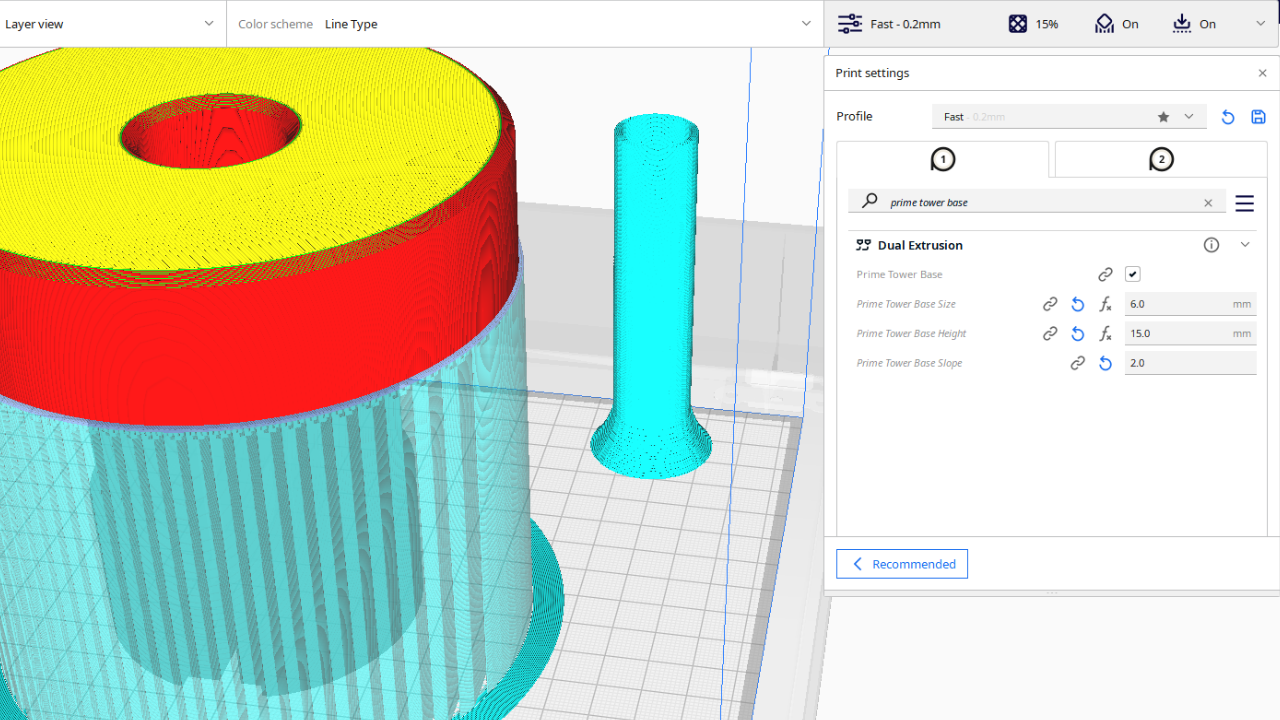 Layer view
Color scheme Line Type
Fast - 0.2mm 15% On On
Print settings
Profile Fast - 0.2mm
1 2
prime tower base
Dual Extrusion
Prime Tower Base
Prime Tower Base Size 6.0 mm
Prime Tower Base Height 15.0 mm
Prime Tower Base Slope 2.0
Recommended